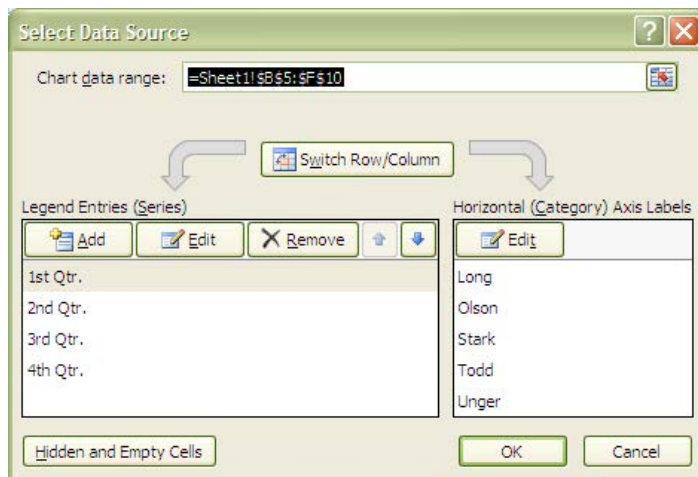 Select Data Source
Chart data range: =Sheet1!$B$5:$F$10
Switch Row/Column
Legend Entries (Series)
Add Edit Remove
1st Qtr.
2nd Qtr.
3rd Qtr.
4th Qtr.
Horizontal (Category) Axis Labels
Edit
Long
Olson
Stark
Todd
Unger
Hidden and Empty Cells
OK Cancel